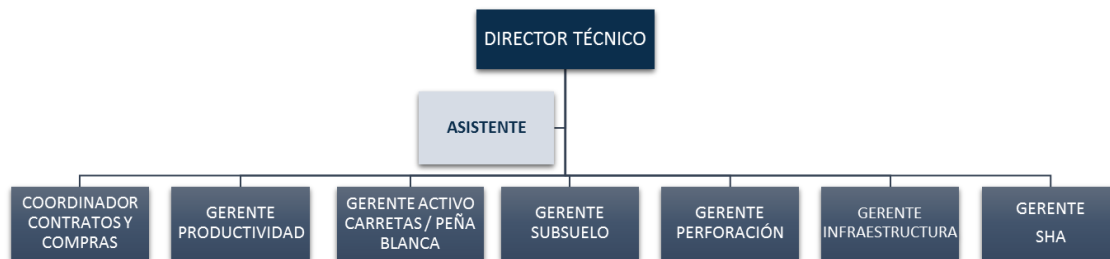 DIRECTOR TÉCNICO
ASISTENTE
COORDINADOR
CONTRATOS Y
COMPRAS
GERENTE
PRODUCTIVIDAD
GERENTE ACTIVO
CARRETAS / PEÑA
BLANCA
GERENTE
SUBSUELO
GERENTE
PERFORACIÓN
GERENTE
INFRAESTRUCTURA
GERENTE
SHA